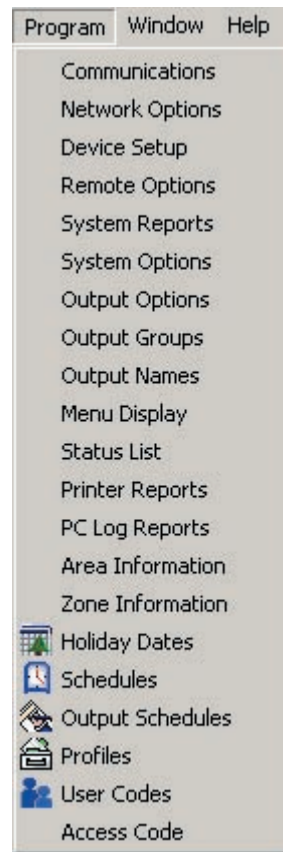 Program Window Help
Communications
Network Options
Device Setup
Remote Options
System Reports
System Options
Output Options
Output Groups
Output Names
Menu Display
Status List
Printer Reports
PC Log Reports
Area Information
Zone Information
Holiday Dates
Schedules
Output Schedules
Profiles
User Codes
Access Code